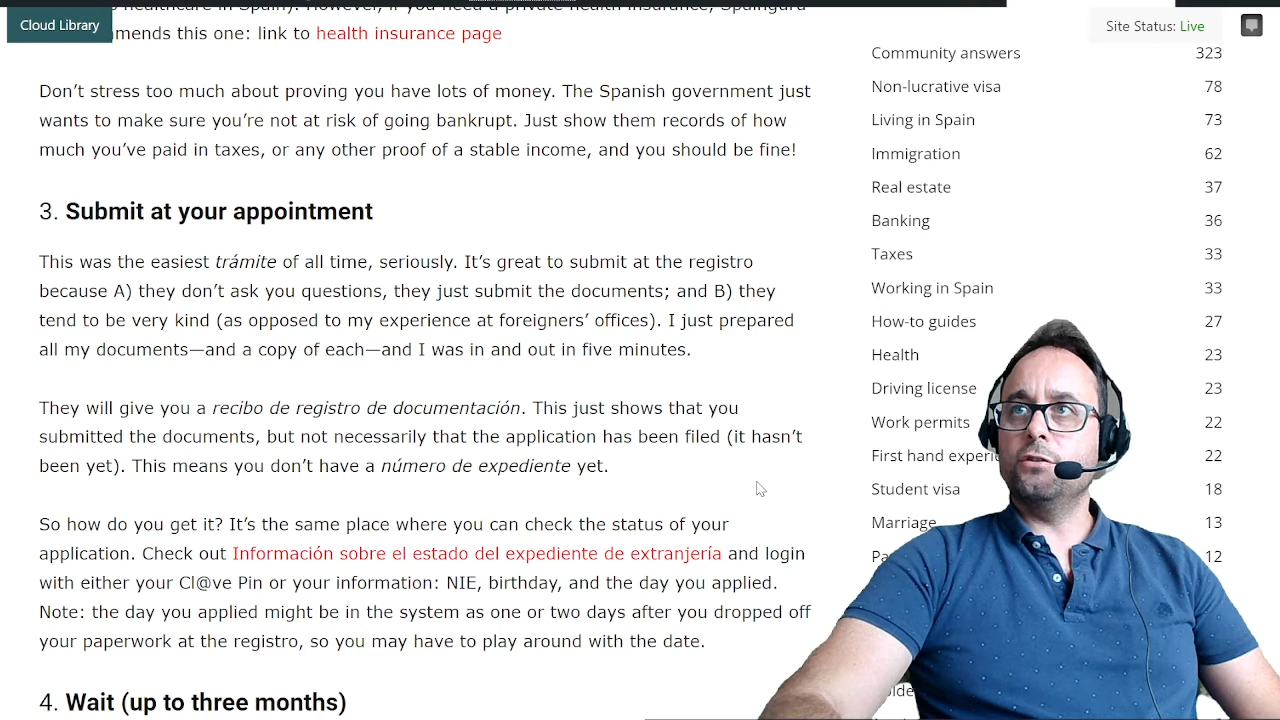 Cloud Library
Site Status: Live
to healthcare in Spain). However, if you need a private health insurance, Spainguru
mends this one: link to health insurance page
Don’t stress too much about proving you have lots of money. The Spanish government just
wants to make sure you’re not at risk of going bankrupt. Just show them records of how
much you’ve paid in taxes, or any other proof of a stable income, and you should be fine!
3. Submit at your appointment
This was the easiest trámite of all time, seriously. It’s great to submit at the registro
because A) they don’t ask you questions, they just submit the documents; and B) they
tend to be very kind (as opposed to my experience at foreigners’ offices). I just prepared
all my documents—and a copy of each—and I was in and out in five minutes.
They will give you a recibo de registro de documentación. This just shows that you
submitted the documents, but not necessarily that the application has been filed (it hasn’t
been yet). This means you don’t have a número de expediente yet.
So how do you get it? It’s the same place where you can check the status of your
application. Check out Información sobre el estado del expediente de extranjería and login
with either your Cl@ve Pin or your information: NIE, birthday, and the day you applied.
Note: the day you applied might be in the system as one or two days after you dropped off
your paperwork at the registro, so you may have to play around with the date.
4. Wait (up to three months)
Community answers 323
Non-lucrative visa 78
Living in Spain 73
Immigration 62
Real estate 37
Banking 36
Taxes 33
Working in Spain 33
How-to guides 27
Health 23
Driving license 23
Work permits 22
First hand 22
Student visa 18
Marriage 13
12